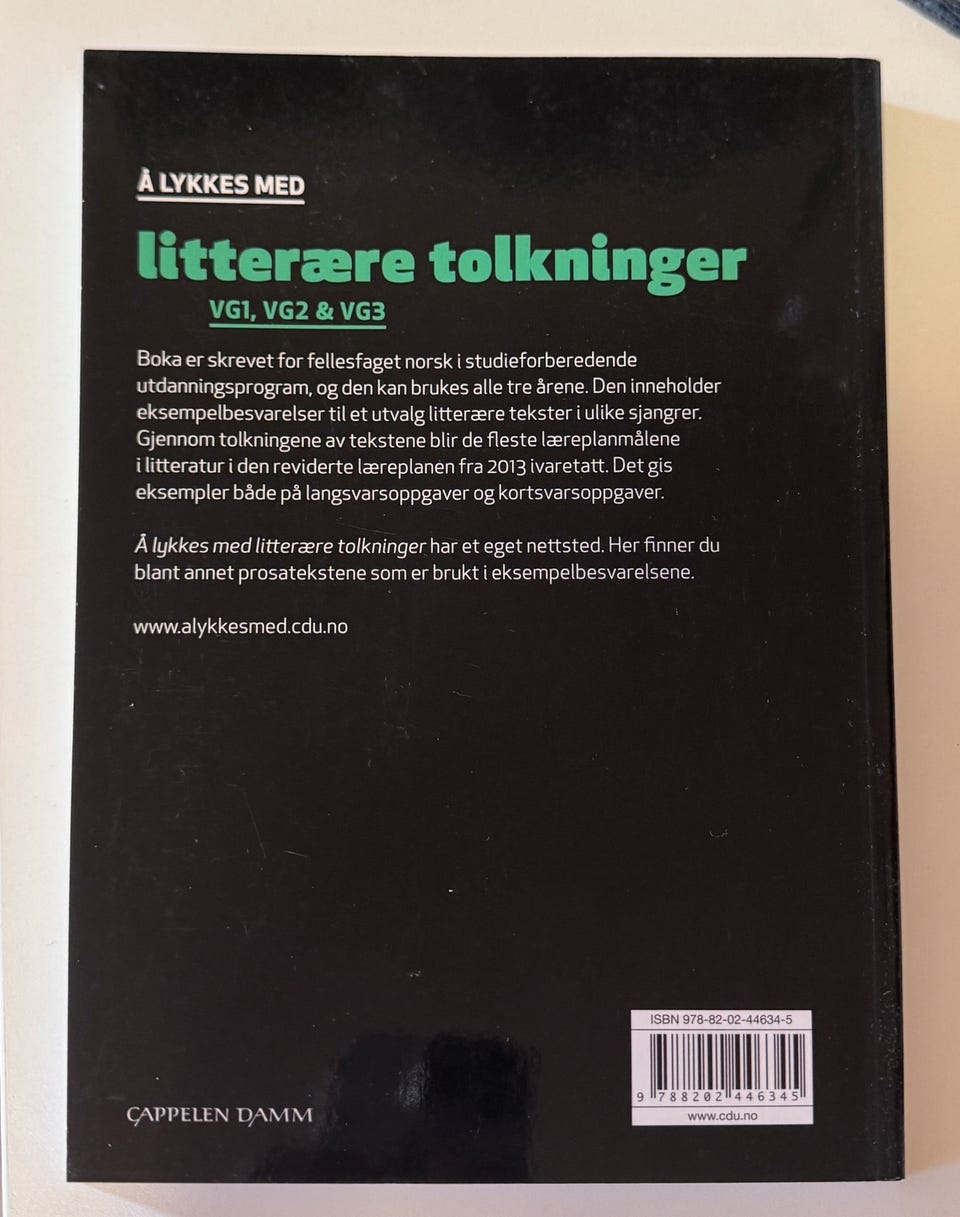 Å LYKKES MED
litterære tolkninger
VG1, VG2 & VG3
Boka er skrevet for fellesfaget norsk i studieforberedende
utdanningsprogram, og den kan brukes alle tre årene. Den inneholder
eksempelbesvarelser til et utvalg litterære tekster i ulike sjangrer.
Gjennom tolkningene av tekstene blir de fleste læreplanmålene
i litteratur i den reviderte læreplanen fra 2013 ivaretatt. Det gis
eksempler både på langsvarsoppgaver og kortsvarsoppgaver.
Å lykkes med litterære tolkninger har et eget nettsted. Her finner du
blant annet prosatekstene som er brukt i eksempelbesvarelsene.
www.alykkesmed.cdu.no
ISBN 978-82-02-44634-5
9 788202 446345
www.cdu.no
CAPPELEN DAMM